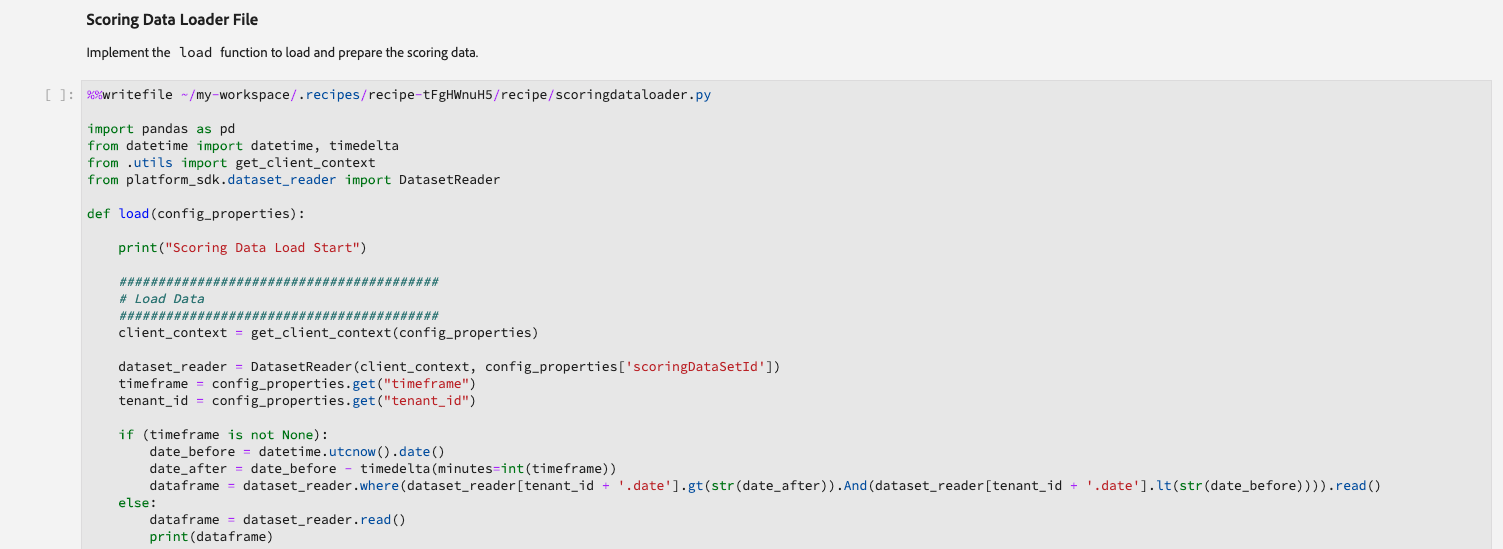 Scoring Data Loader File
Implement the load function to load and prepare the scoring data.
[ ]: %%writefile ~/my-workspace/.recipes/recipe-tFgHWnuH5/recipe/scoringdataloader.py
import pandas as pd
from datetime import datetime, timedelta
from .utils import get_client_context
from platform_sdk.dataset_reader import DatasetReader
def load(config_properties):
print("Scoring Data Load Start")
#########################################
# Load Data
#########################################
client_context = get_client_context(config_properties)
dataset_reader = DatasetReader(client_context, config_properties['scoringDataSetId'])
timeframe = config_properties.get("timeframe")
tenant_id = config_properties.get("tenant_id")
if (timeframe is not None):
date_before = datetime.utcnow().date()
date_after = date_before - timedelta(minutes=int(timeframe))
dataframe = dataset_reader.where(dataset_reader[tenant_id + '.date'].gt(str(date_after)).And(dataset_reader[tenant_id + '.date'].lt(str(date_before)))).read()
else:
dataframe = dataset_reader.read()
print(dataframe)